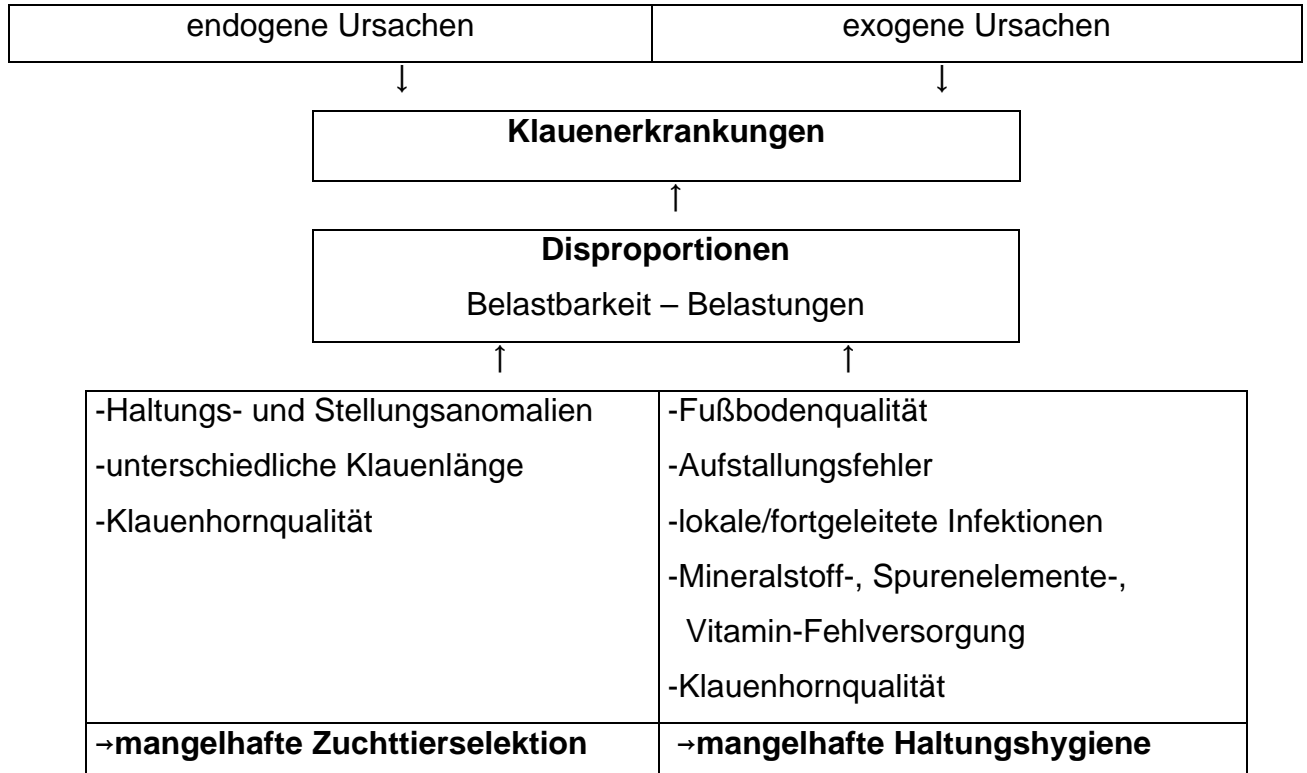 endogene Ursachen
exogene Ursachen
↓
↓
Klauenerkrankungen
↑
Disproportionen
Belastbarkeit – Belastungen
↑
↑
-Haltungs- und Stellungsanomalien
-unterschiedliche Klauenlänge
-Klauenhornqualität
-Fußbodenqualität
-Aufstallungsfehler
-lokale/fortgeleitete Infektionen
-Mineralstoff-, Spurenelemente-,
Vitamin-Fehlversorgung
-Klauenhornqualität
→mangelhafte Zuchttierselektion
→mangelhafte Haltungshygiene